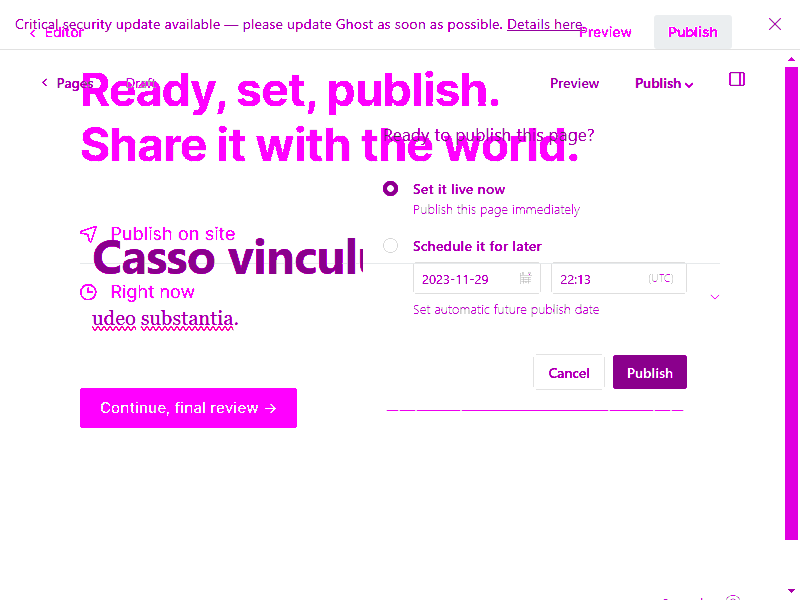 Critical security update available — please update Ghost as soon as possible. Details here.
Editor
Preview
Publish
Pages
Draft
Preview
Publish
Ready, set, publish.
Share it with the world.
Ready to publish this page?
Set it live now
Publish this page immediately
Publish on site
Schedule it for later
Casso vincul
2023-11-29
22:13
(UTC)
Right now
Set automatic future publish date
udeo substantia.
Cancel
Publish
Continue, final review →